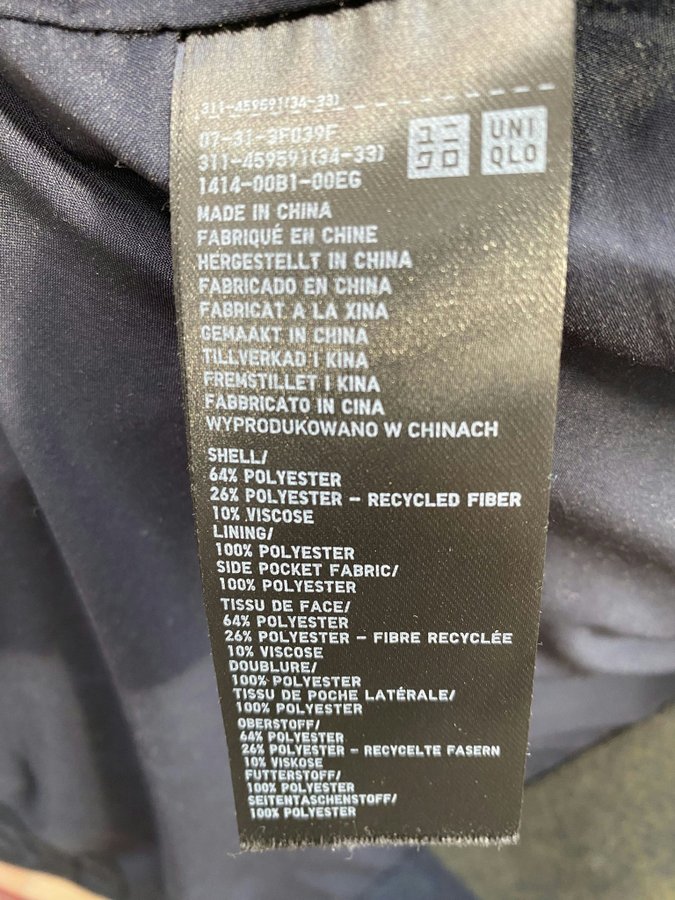 311-459591(34-33)
07-31-3F039F
311-459591(34-33)
1414-00B1-00EG
ユニ
クロ
UNI
QLO
MADE IN CHINA
FABRIQUÉ EN CHINE
HERGESTELLT IN CHINA
FABRICADO EN CHINA
FABRICAT A LA XINA
GEMAAKT IN CHINA
TILLVERKAD I KINA
FREMSTILLET I KINA
FABBRICATO IN CINA
WYPRODUKOWANO W CHINACH
SHELL/
64% POLYESTER
26% POLYESTER – RECYCLED FIBER
10% VISCOSE
LINING/
100% POLYESTER
SIDE POCKET FABRIC/
100% POLYESTER
TISSU DE FACE/
64% POLYESTER
26% POLYESTER – FIBRE RECYCLÉE
10% VISCOSE
DOUBLURE/
100% POLYESTER
TISSU DE POCHE LATÉRALE/
100% POLYESTER
OBERSTOFF/
64% POLYESTER
26% POLYESTER – RECYCELTE FASERN
10% VISKOSE
FUTTERSTOFF/
100% POLYESTER
SEITENTASCHENSTOFF/
100% POLYESTER